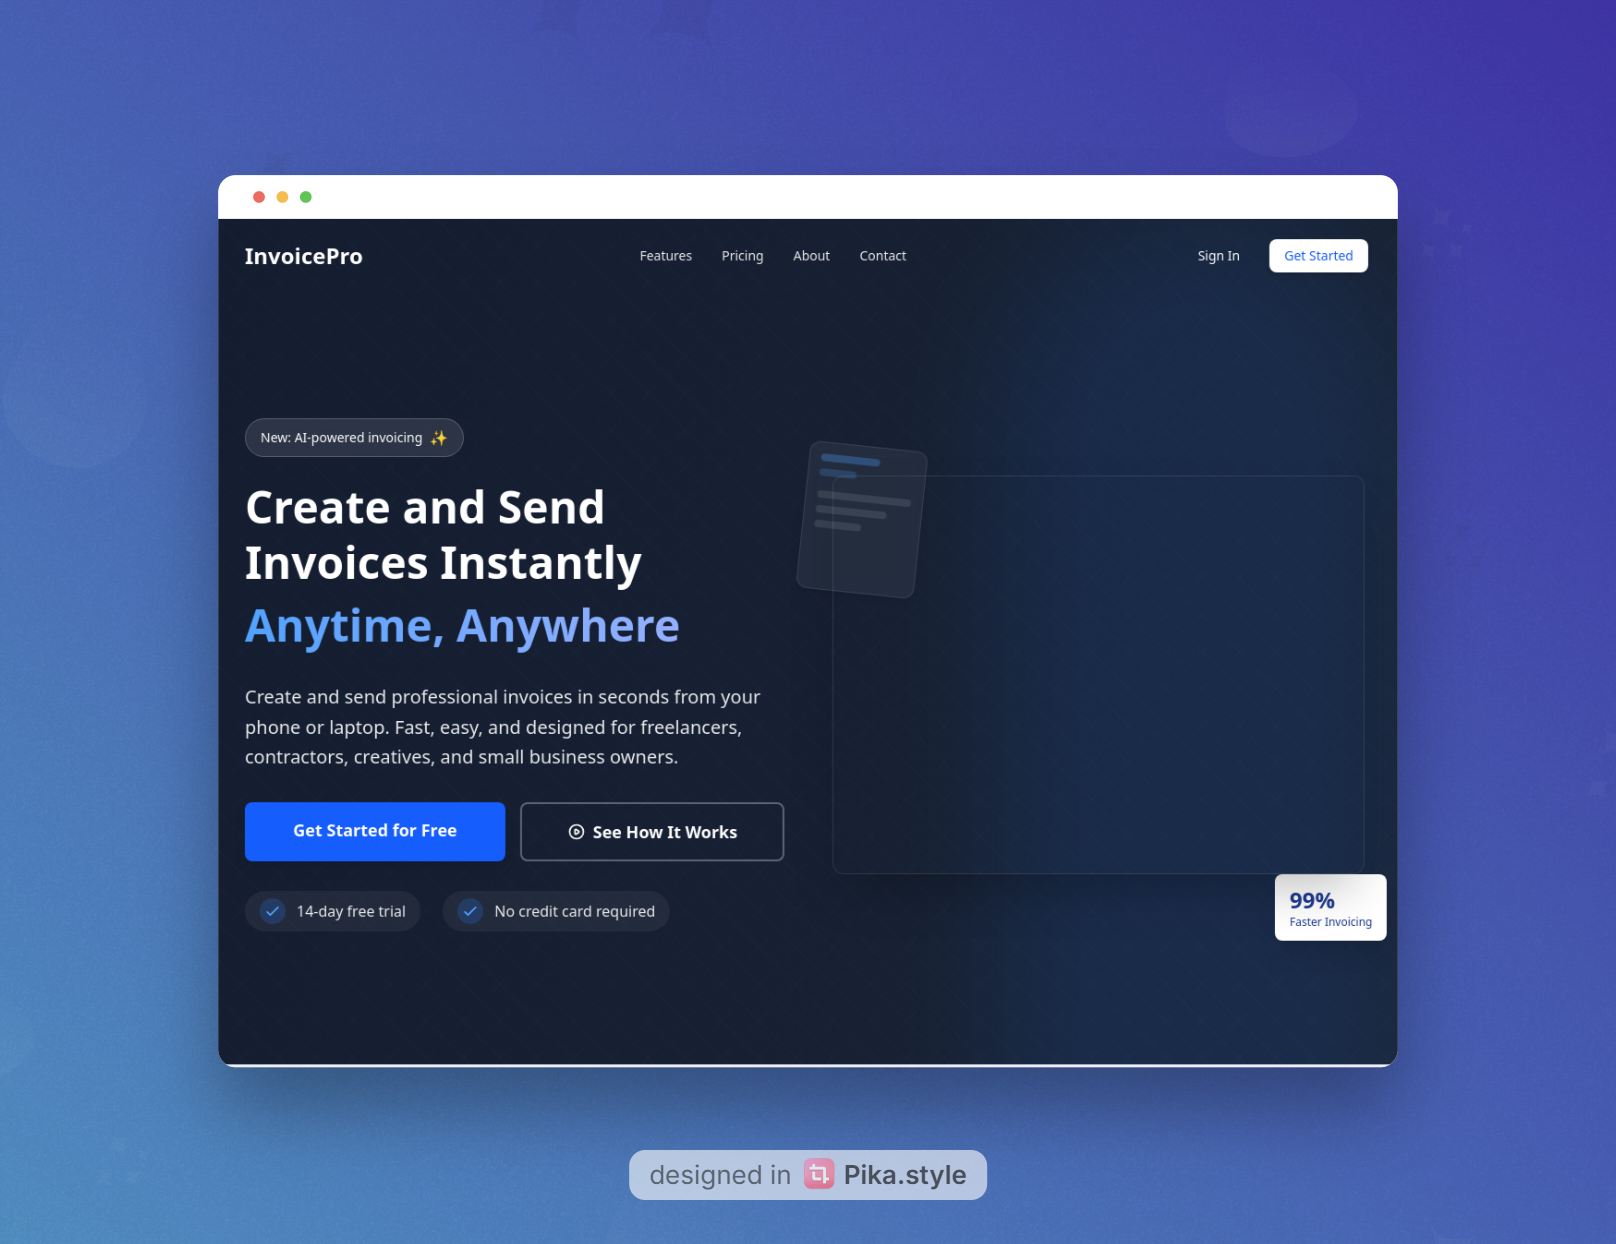 InvoicePro
Features
Pricing
About
Contact
Sign In
Get Started
New: AI-powered invoicing ✨
Create and Send
Invoices Instantly
Anytime, Anywhere
Create and send professional invoices in seconds from your
phone or laptop. Fast, easy, and designed for freelancers,
contractors, creatives, and small business owners.
Get Started for Free
See How It Works
14-day free trial
No credit card required
99%
Faster Invoicing
designed in Pika.style